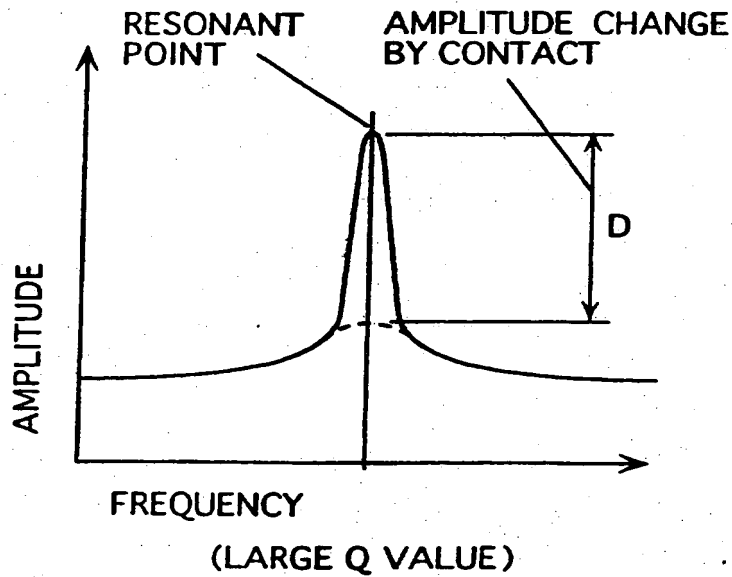 RESONANT
POINT
AMPLITUDE CHANGE
BY CONTACT
D
AMPLITUDE
FREQUENCY
(LARGE Q VALUE)